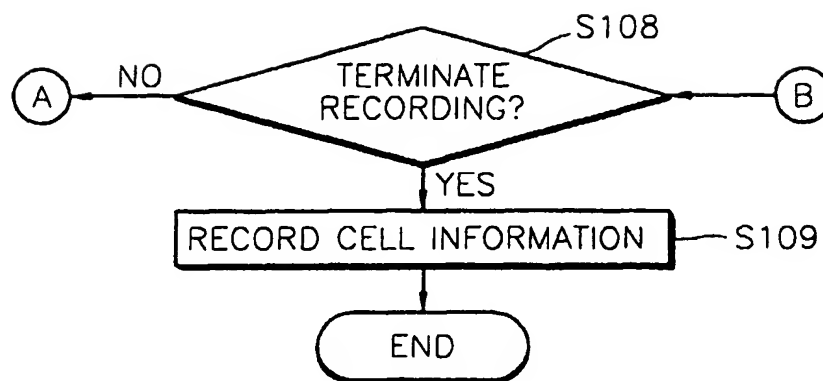 S108
A
NO
TERMINATE
RECORDING?
B
YES
RECORD CELL INFORMATION
S109
END